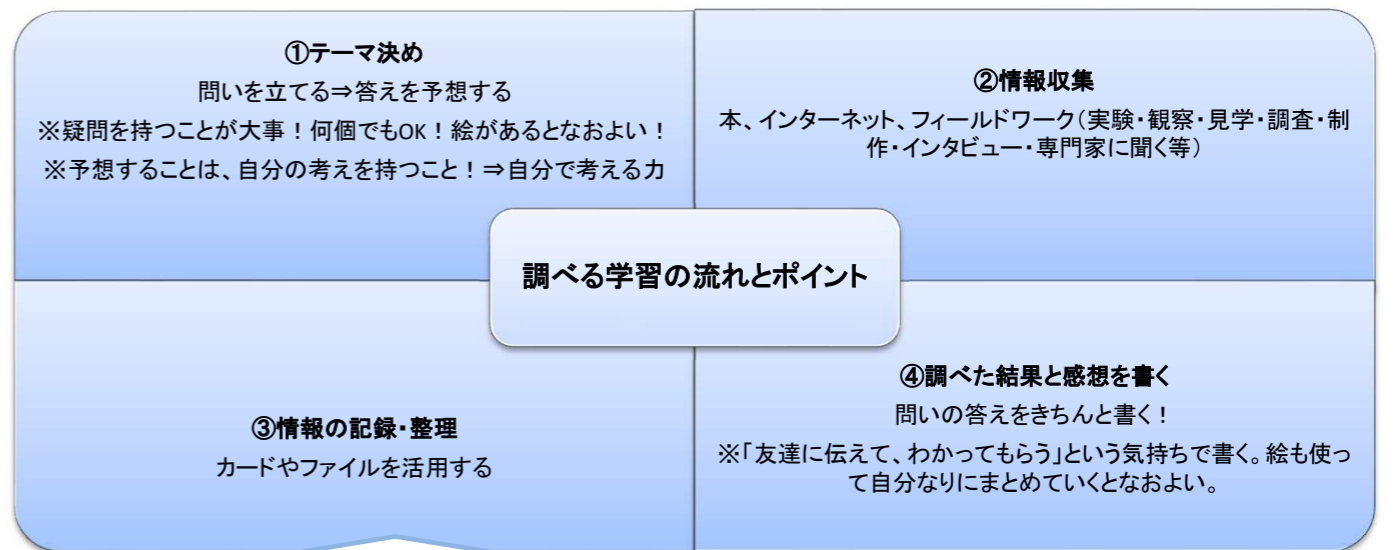 ①テーマ決め
問いを立てる⇒答えを予想する
※疑問を持つことが大事！何個でもOK！絵があるとなおよい！
※予想することは、自分の考えを持つこと！⇒自分で考える力
②情報収集
本、インターネット、フィールドワーク（実験・観察・見学・調査・制
作・インタビュー・専門家に聞く等）
調べる学習の流れとポイント
③情報の記録・整理
カードやファイルを活用する
④調べた結果と感想を書く
問いの答えをきちんと書く！
※「友達に伝えて、わかってもらう」という気持ちで書く。絵も使っ
て自分なりにまとめていくとなおよい。